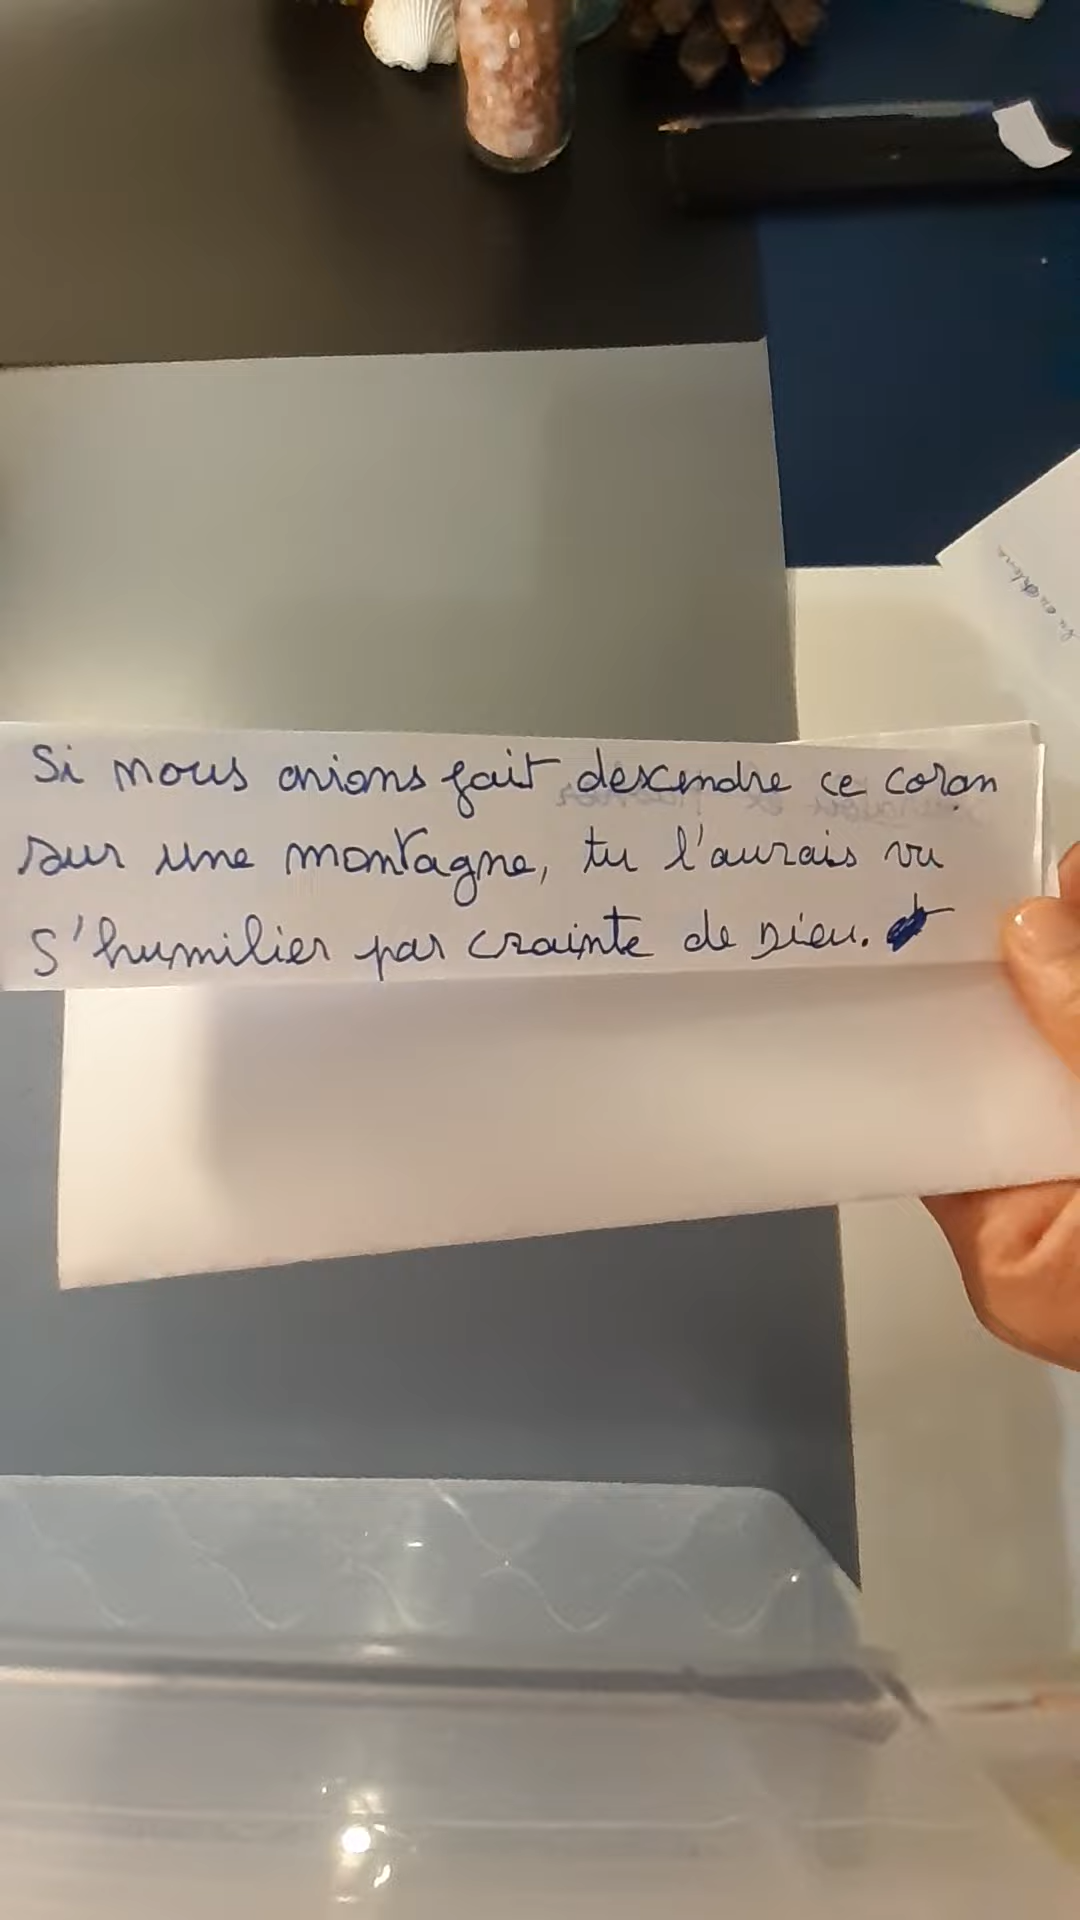 Si nous avions fait descendre ce coran
sur une montagne, tu l'aurais vu
s'humilier par crainte de Dieu.